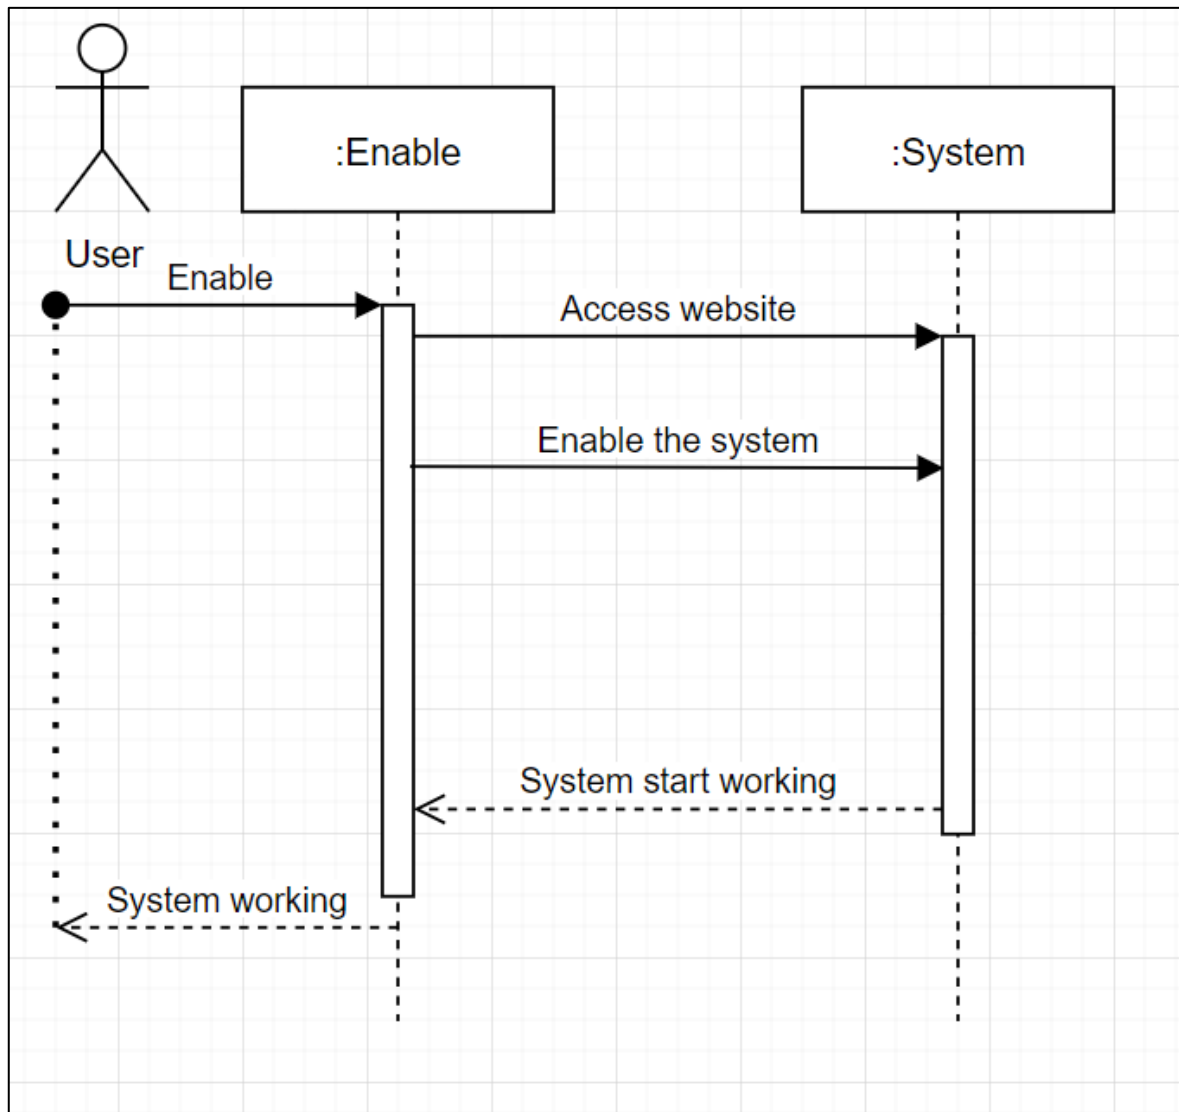 :Enable
:System
User
Enable
Access website
Enable the system
System start working
System working